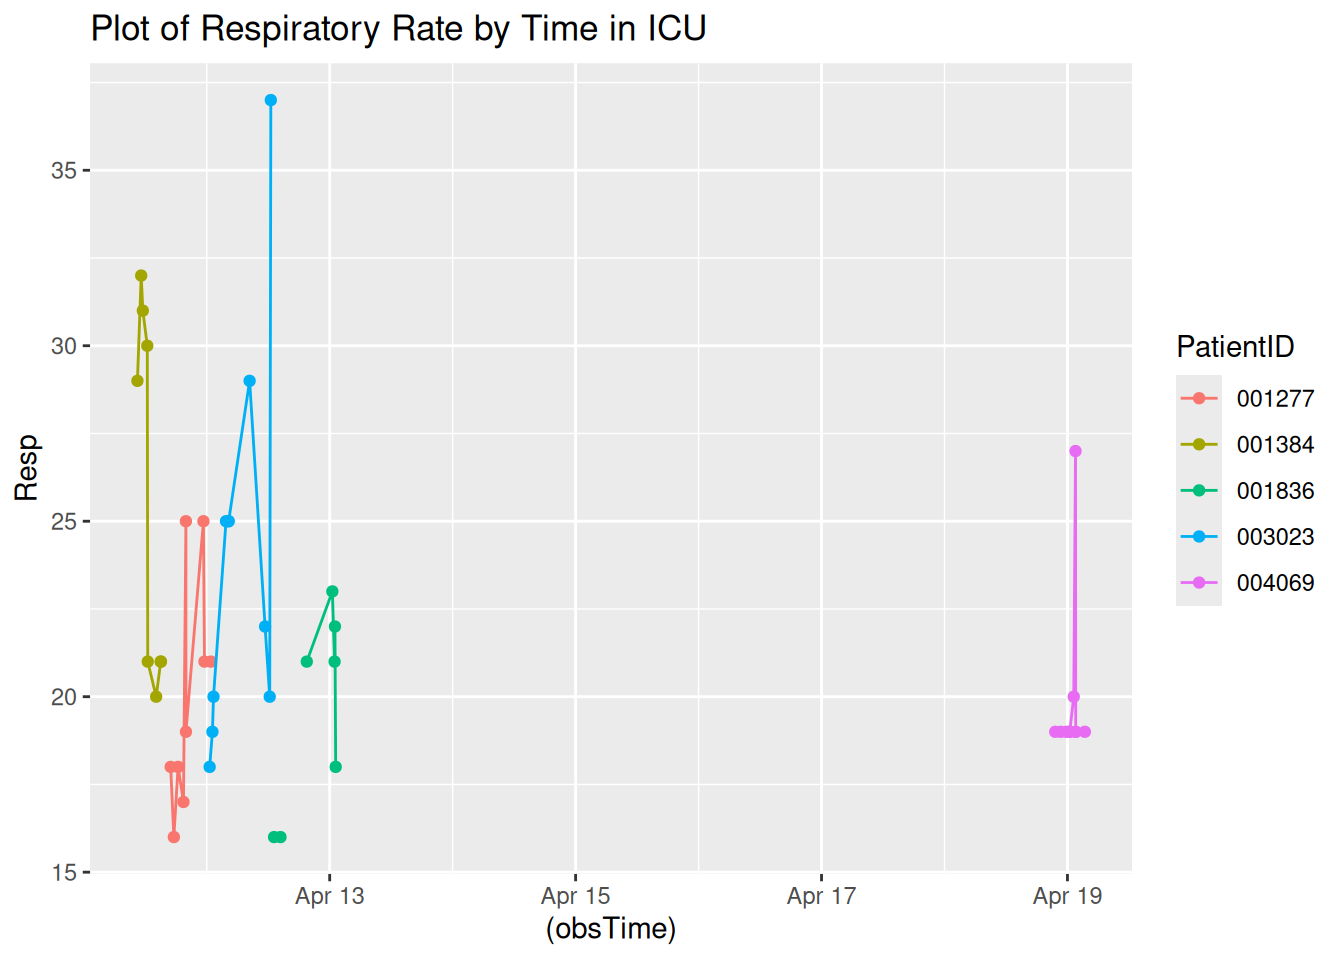 Plot of Respiratory Rate by Time in ICU
Resp
35
30
25
20
15
Apr 13
Apr 15
Apr 17
Apr 19
(obsTime)
PatientID
001277
001384
001836
003023
004069